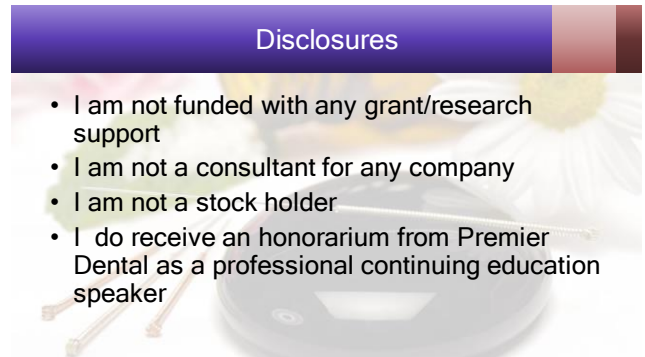 Disclosures
• I am not funded with any grant/research
support
• I am not a consultant for any company
• I am not a stock holder
• I  do receive an honorarium from Premier
Dental as a professional continuing education
speaker